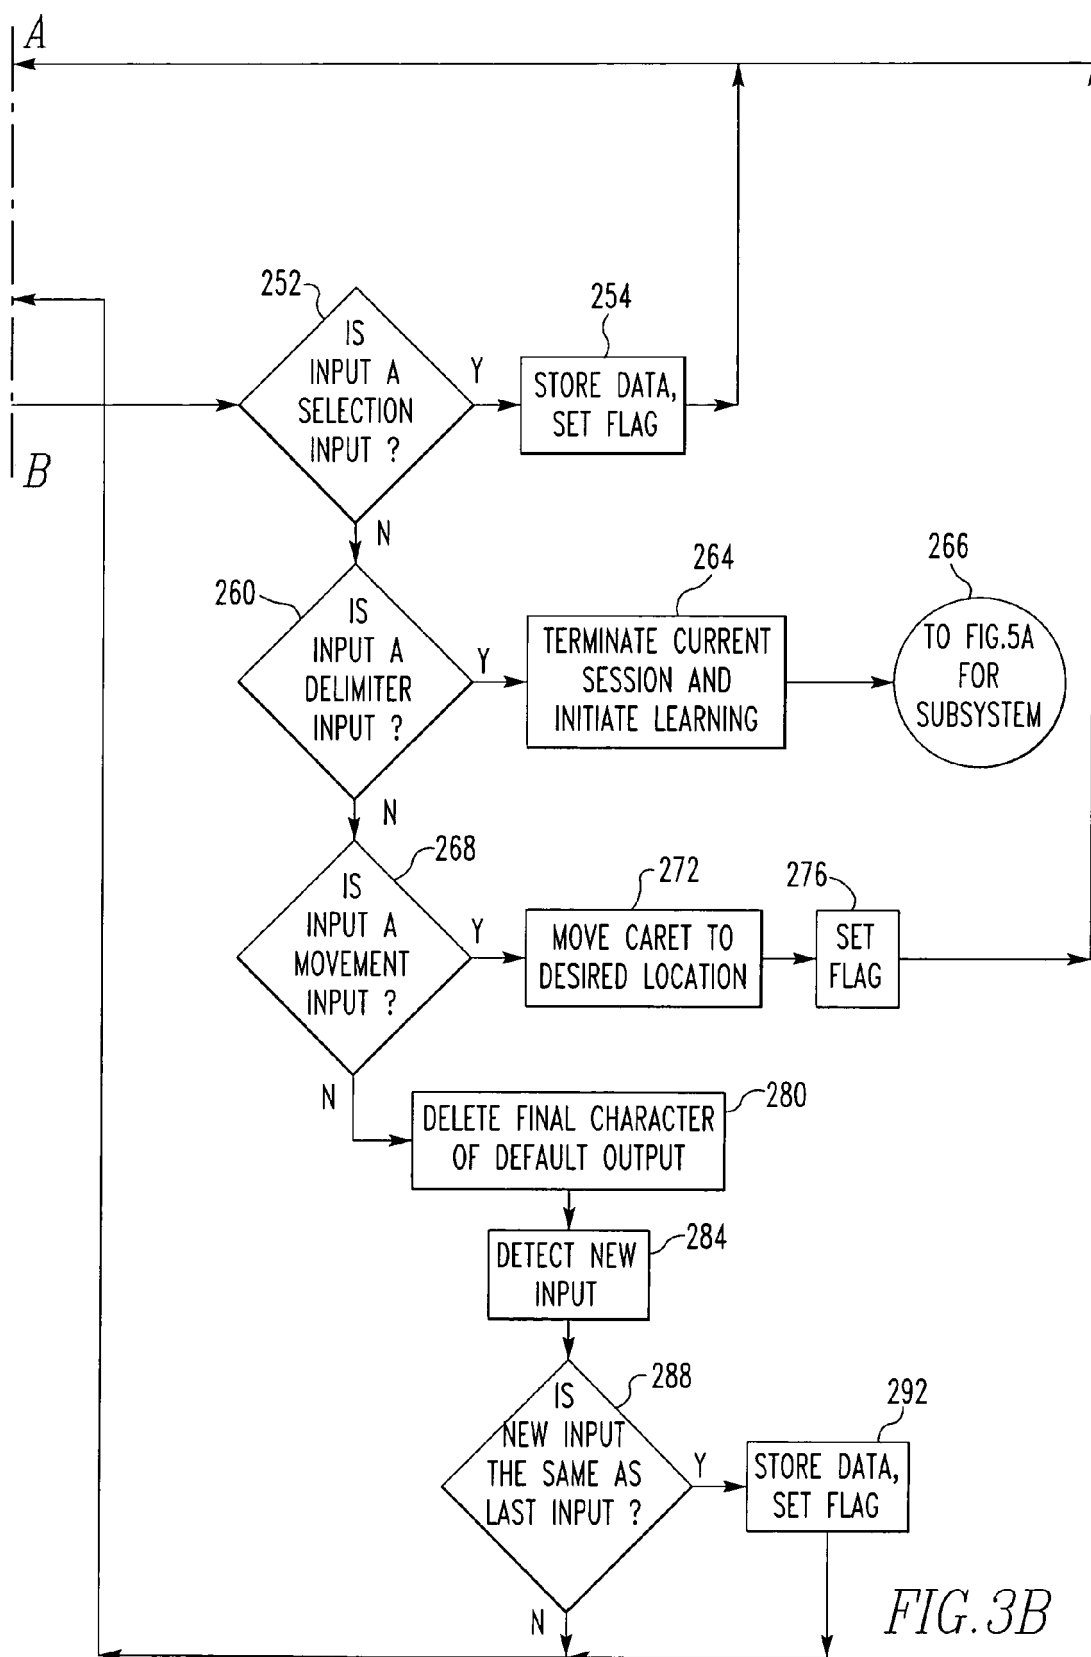 A
B
252
IS
INPUT A
SELECTION
INPUT ?
Y
N
254
STORE DATA,
SET FLAG
260
IS
INPUT A
DELIMITER
INPUT ?
Y
N
264
TERMINATE CURRENT
SESSION AND
INITIATE LEARNING
266
TO FIG.5A
FOR
SUBSYSTEM
268
IS
INPUT A
MOVEMENT
INPUT ?
Y
N
272
MOVE CARET TO
DESIRED LOCATION
276
SET
FLAG
280
DELETE FINAL CHARACTER
OF DEFAULT OUTPUT
284
DETECT NEW
INPUT
288
IS
NEW INPUT
THE SAME AS
LAST INPUT ?
Y
N
292
STORE DATA,
SET FLAG
FIG.3B